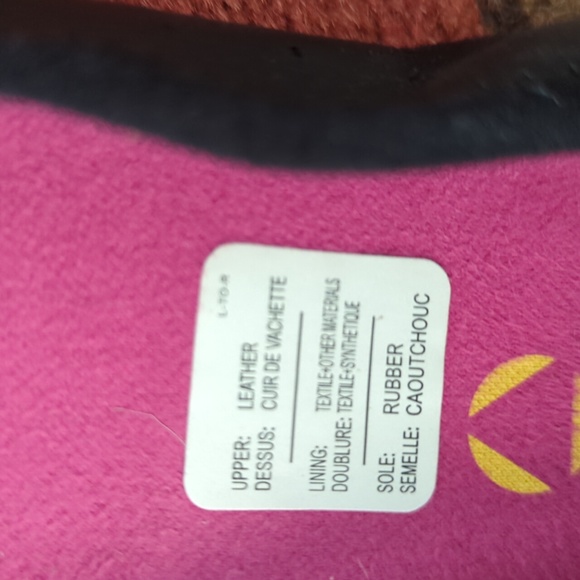 L-TO-R
UPPER: LEATHER
DESSUS: CUIR DE VACHETTE
LINING: TEXTILE+OTHER MATERIALS
DOUBLURE: TEXTILE+SYNTHETIQUE
SOLE: RUBBER
SEMELLE: CAOUTCHOUC